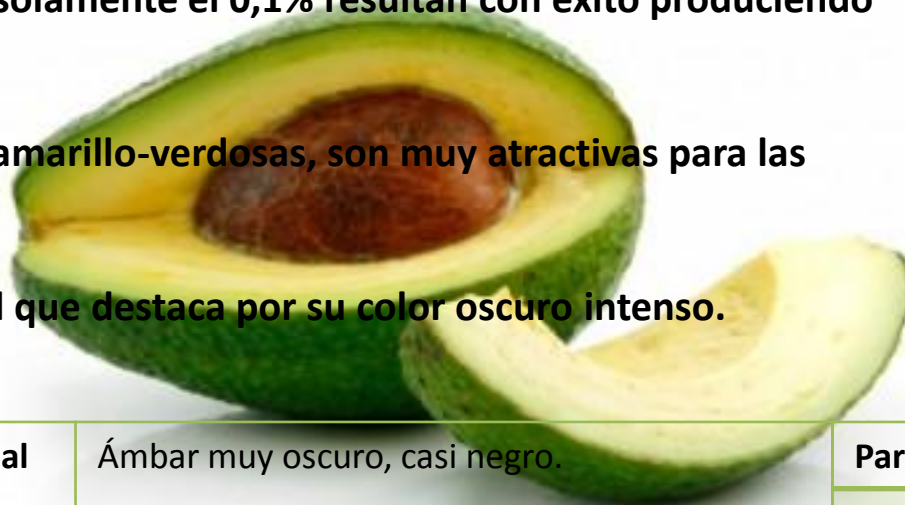 solamente el 0,1% resultan con éxito produciendo
amarillo-verdosas, son muy atractivas para las
que destaca por su color oscuro intenso.
al Ámbar muy oscuro, casi negro. Par